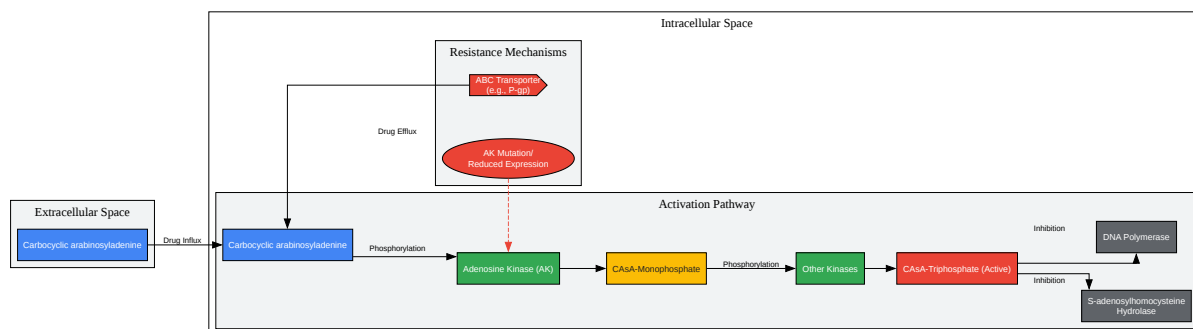 Intracellular Space
Resistance Mechanisms
ABC Transporter
(e.g., P-gp)
Drug Efflux
AK Mutation/
Reduced Expression
Extracellular Space
Carbocyclic arabinosyladenine
Drug Influx
Activation Pathway
Carbocyclic arabinosyladenine
Phosphorylation
Adenosine Kinase (AK)
CAsA-Monophosphate
Phosphorylation
Other Kinases
CAsA-Triphosphate (Active)
Inhibition
DNA Polymerase
Inhibition
S-adenosylhomocysteine
Hydrolase